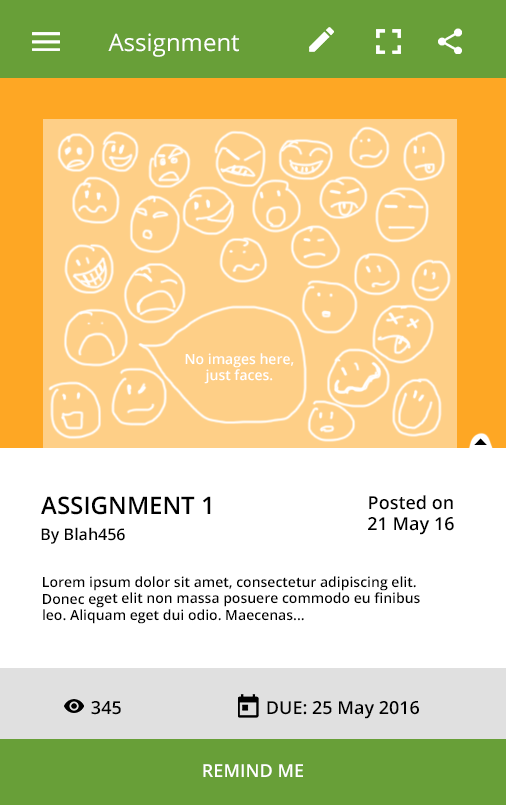 Assignment
No images here,
just faces.
ASSIGNMENT 1
By Blah456
Posted on
21 May 16
Lorem ipsum dolor sit amet, consectetur adipiscing elit.
Donec eget elit non massa posuere commodo eu finibus
leo. Aliquam eget dui odio. Maecenas...
345
DUE: 25 May 2016
REMIND ME